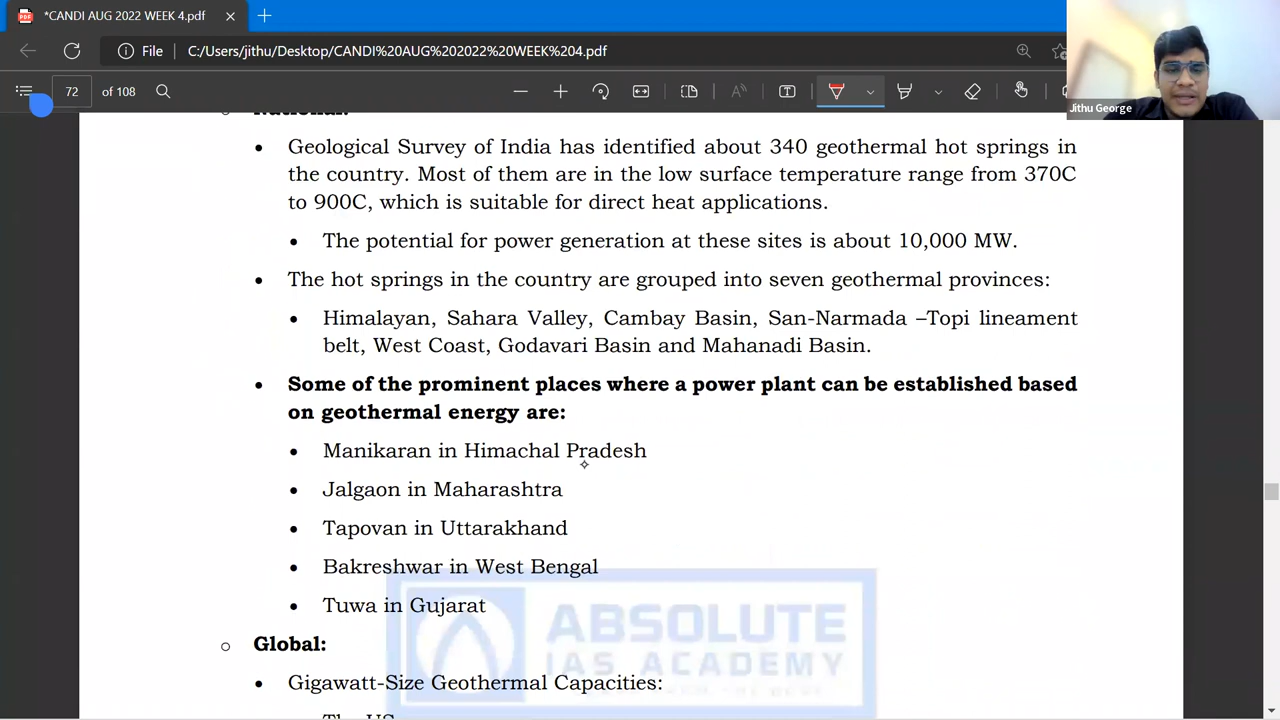 *CANDI AUG 2022 WEEK 4.pdf
File
C:/Users/jithu/Desktop/CANDI%20AUG%202022%20WEEK%204.pdf
72 of 108
Jithu George
National:
• Geological Survey of India has identified about 340 geothermal hot springs in
the country. Most of them are in the low surface temperature range from 370C
to 900C, which is suitable for direct heat applications.
• The potential for power generation at these sites is about 10,000 MW.
• The hot springs in the country are grouped into seven geothermal provinces:
• Himalayan, Sahara Valley, Cambay Basin, San-Narmada –Topi lineament
belt, West Coast, Godavari Basin and Mahanadi Basin.
• Some of the prominent places where a power plant can be established based
on geothermal energy are:
• Manikaran in Himachal Pradesh
• Jalgaon in Maharashtra
• Tapovan in Uttarakhand
• Bakreshwar in West Bengal
• Tuwa in Gujarat
ABSOLUTE
IAS ACADEMY
o Global:
• Gigawatt-Size Geothermal Capacities:
The US